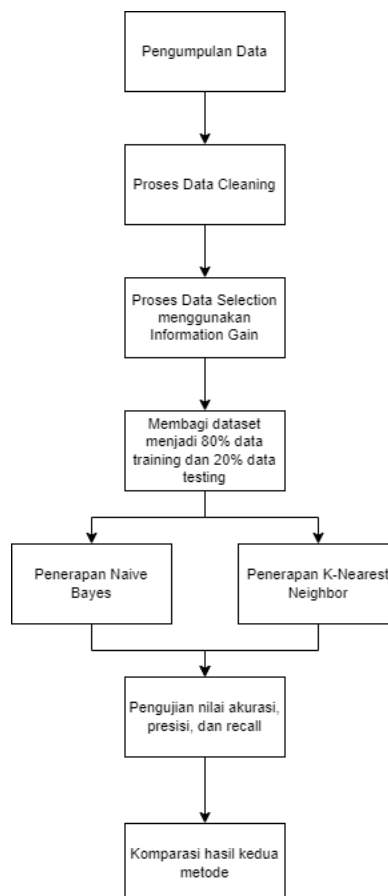 Pengumpulan Data
Proses Data Cleaning
Proses Data Selection
menggunakan
Information Gain
Membagi dataset
menjadi 80% data
training dan 20% data
testing
Penerapan Naive
Bayes
Penerapan K-Nearest
Neighbor
Pengujian nilai akurasi,
presisi, dan recall
Komparasi hasil kedua
metode